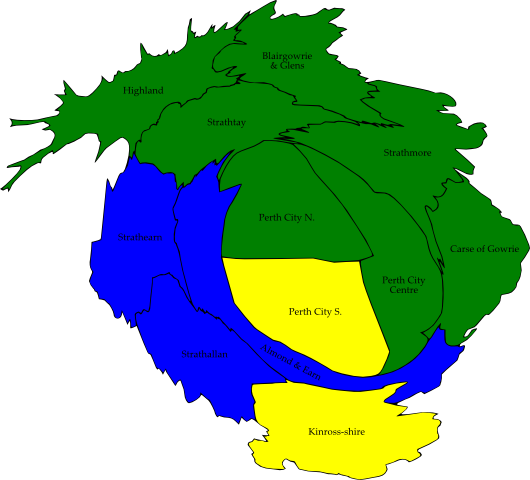 Blairgowrie
& Glens
Highland
Strathtay
Strathmore
Perth City N.
Strathearn
Carse of Gowrie
Perth City
Centre
Perth City S.
Strathallan
Almond & Earn
Kinross-shire